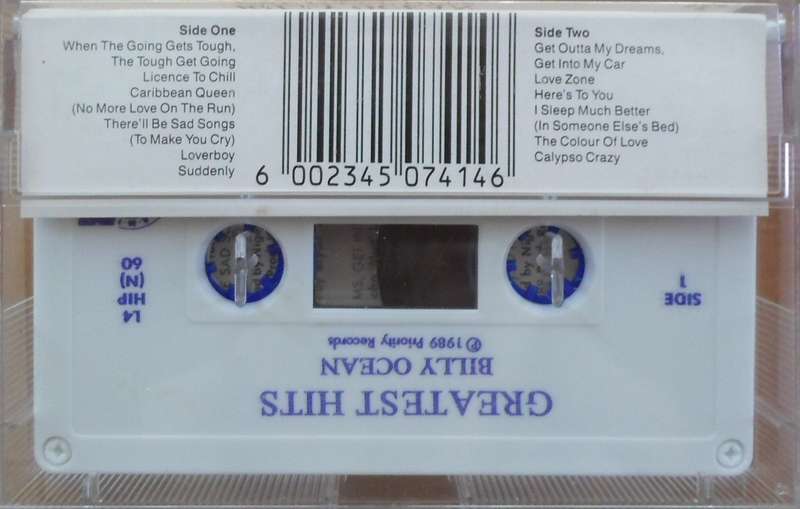 Side One
When The Going Gets Tough,
The Tough Get Going
Licence To Chill
Caribbean Queen
(No More Love On The Run)
There'll Be Sad Songs
(To Make You Cry)
Loverboy
Suddenly
6 002345 074146
Side Two
Get Outta My Dreams,
Get Into My Car
Love Zone
Here's To You
I Sleep Much Better
(In Someone Else's Bed)
The Colour Of Love
Calypso Crazy
GREATEST HITS
BILLY OCEAN
℗ 1989 Priority Records
SIDE
1
L4
HIP
(N)
60